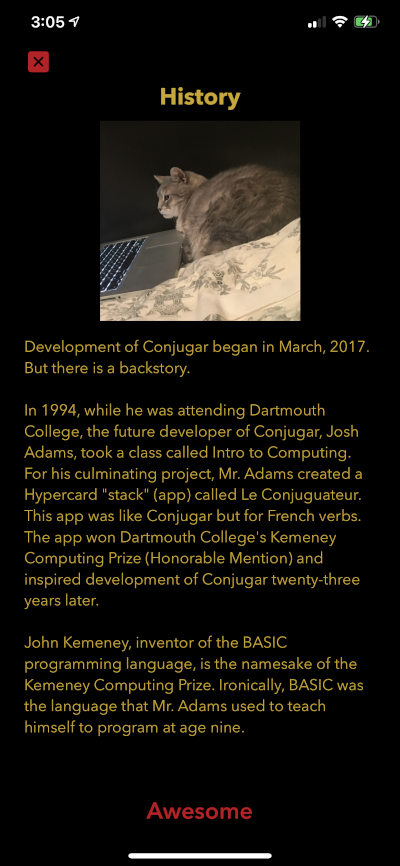 3:05
History
Development of Conjugar began in March, 2017.
But there is a backstory.
In 1994, while he was attending Dartmouth
College, the future developer of Conjugar, Josh
Adams, took a class called Intro to Computing.
For his culminating project, Mr. Adams created a
Hypercard "stack" (app) called Le Conjuguateur.
This app was like Conjugar but for French verbs.
The app won Dartmouth College's Kemeney
Computing Prize (Honorable Mention) and
inspired development of Conjugar twenty-three
years later.
John Kemeney, inventor of the BASIC
programming language, is the namesake of the
Kemeney Computing Prize. Ironically, BASIC was
the language that Mr. Adams used to teach
himself to program at age nine.
Awesome